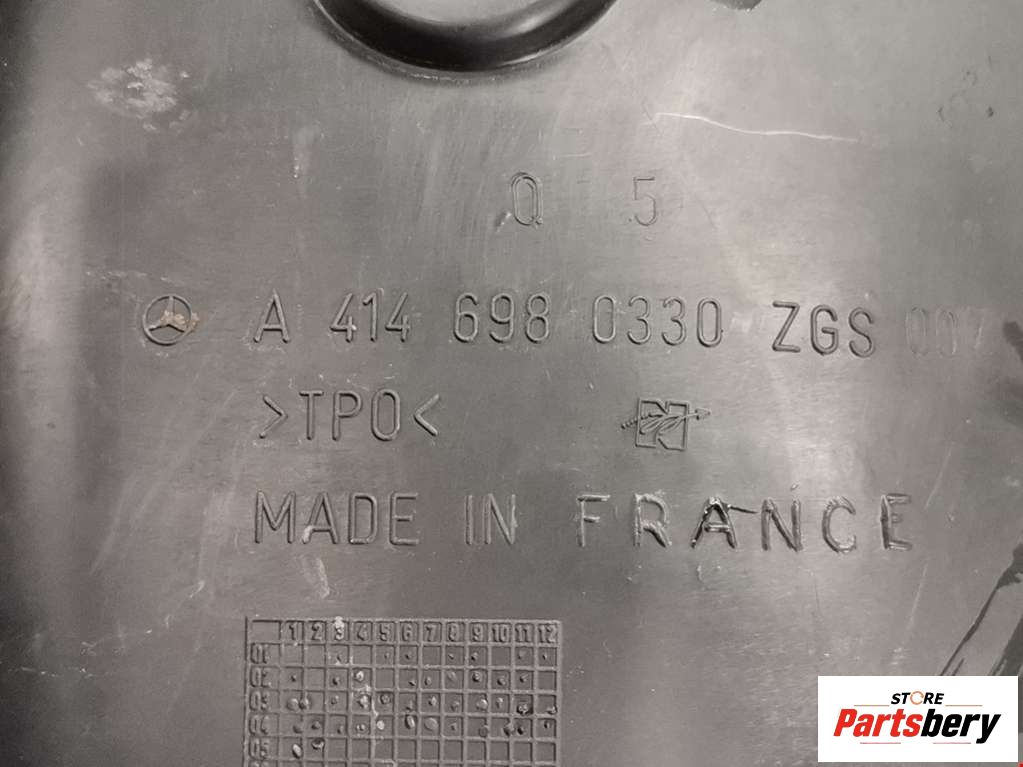 Q 5
A 414 698 0330 ZGS
>TPO<
MADE IN FRANCE
1 2 3 4 5 6 7 8 9 10 11 12
01
02
03
04
05
STORE
Partsbery